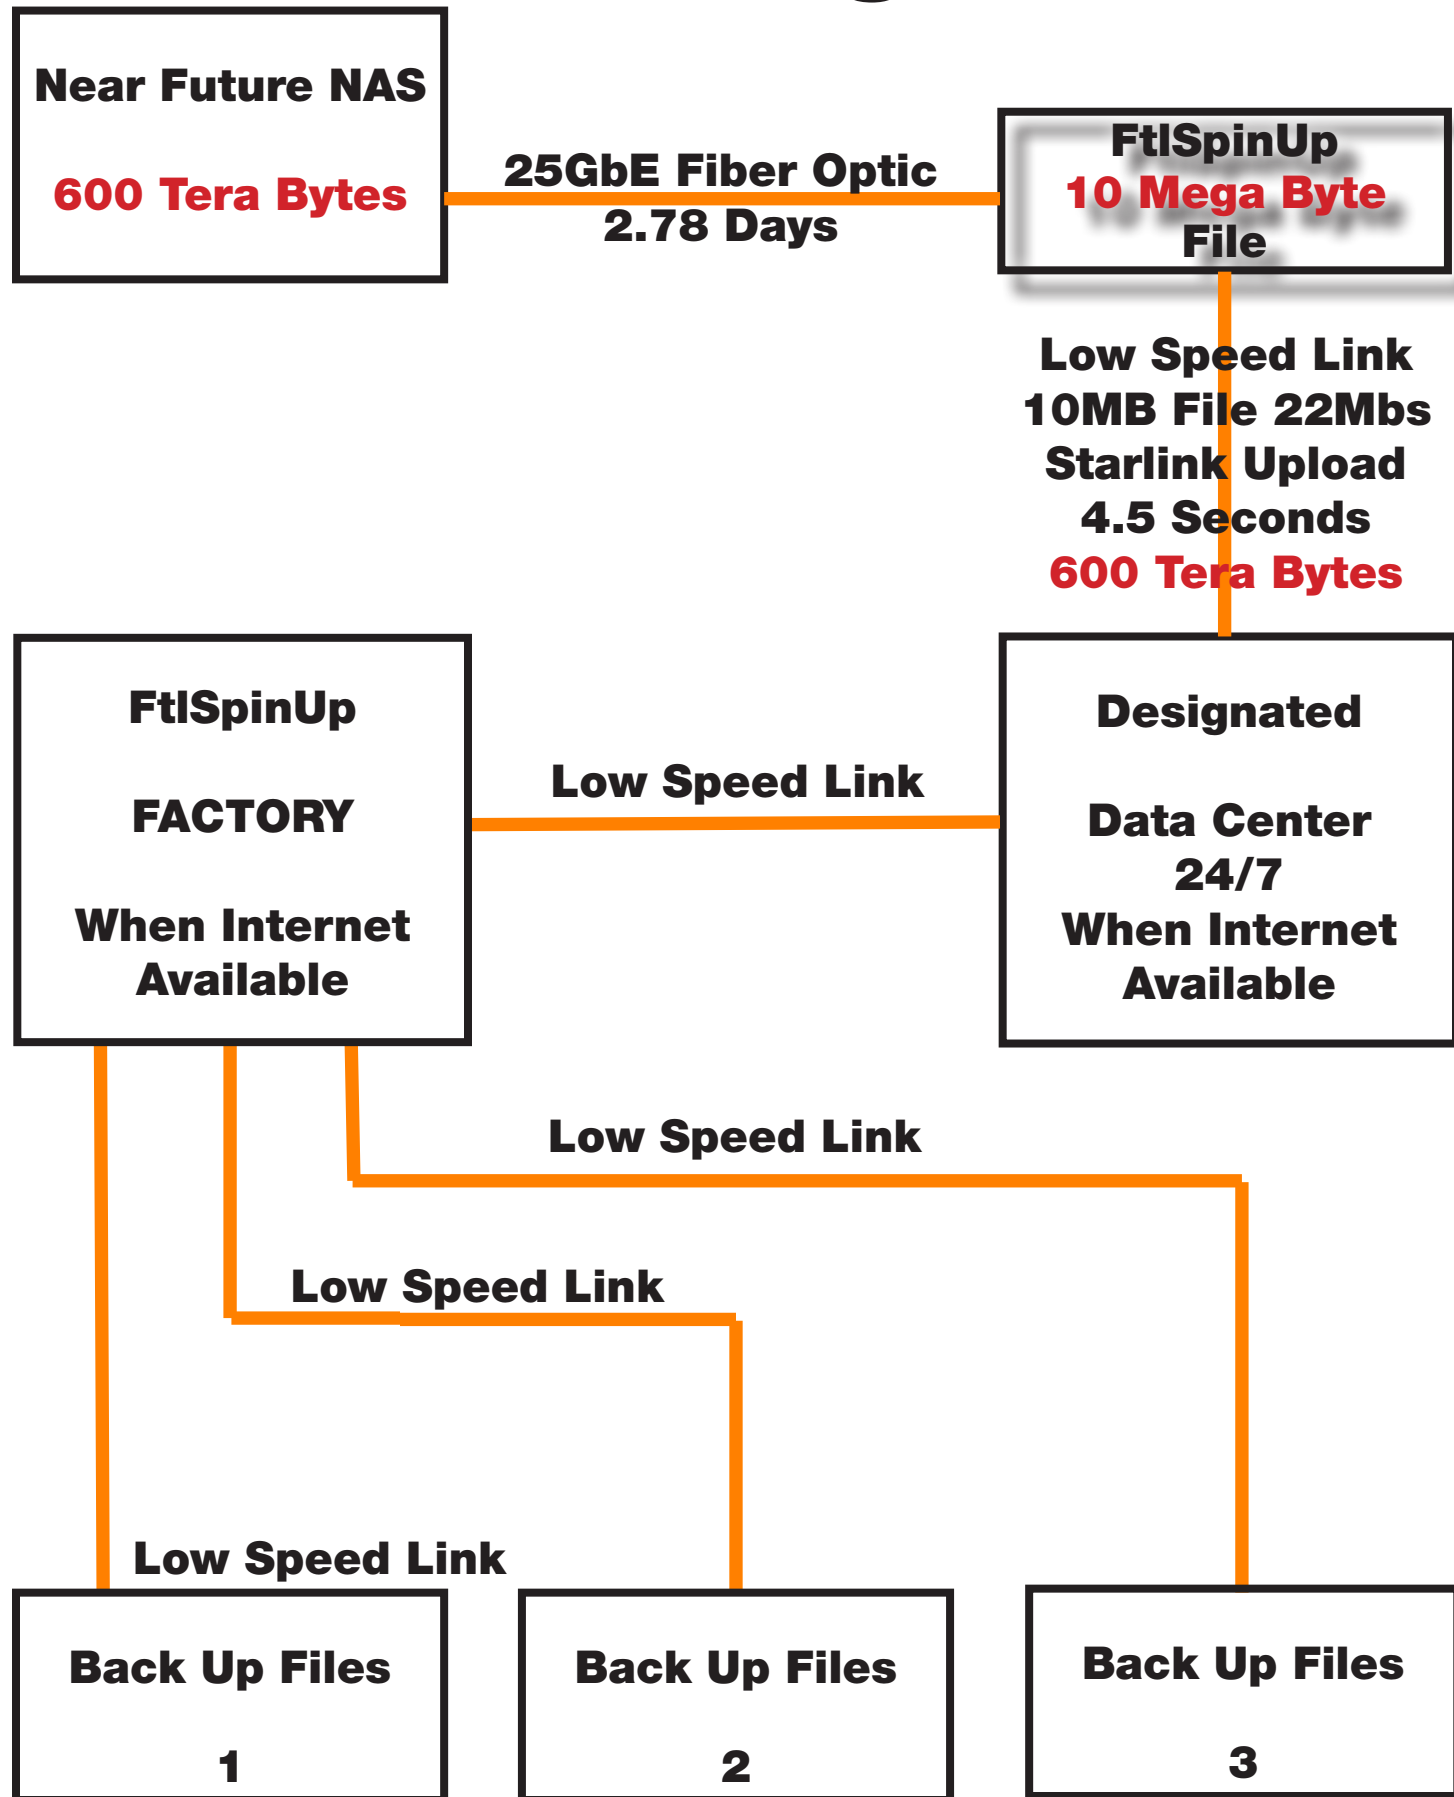 Near Future NAS
600 Tera Bytes
25GbE Fiber Optic
2.78 Days
FtlSpinUp
10 Mega Byte
File
Low Speed Link
10MB File 22Mbs
Starlink Upload
4.5 Seconds
600 Tera Bytes
FtlSpinUp
FACTORY
When Internet
Available
Low Speed Link
Designated
Data Center
24/7
When Internet
Available
Low Speed Link
Low Speed Link
Low Speed Link
Back Up Files
1
Back Up Files
2
Back Up Files
3